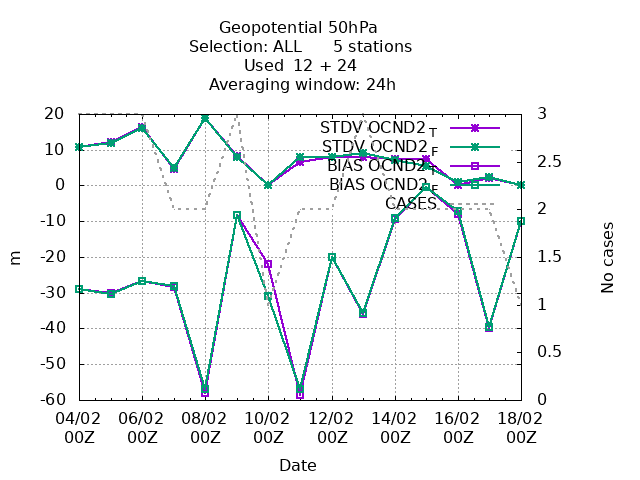 Geopotential 50hPa
Selection: ALL 5 stations
Used 12 + 24
Averaging window: 24h
20
10
0
-10
-20
-30
-40
-50
-60
m
3
2.5
2
1.5
1
0.5
0
No cases
STDV OCND2 T
STDV OCND2 F
BIAS OCND2 T
BIAS OCND2 F
CASES
04/02 06/02 08/02 10/02 12/02 14/02 16/02 18/02
00Z 00Z 00Z 00Z 00Z 00Z 00Z 00Z
Date